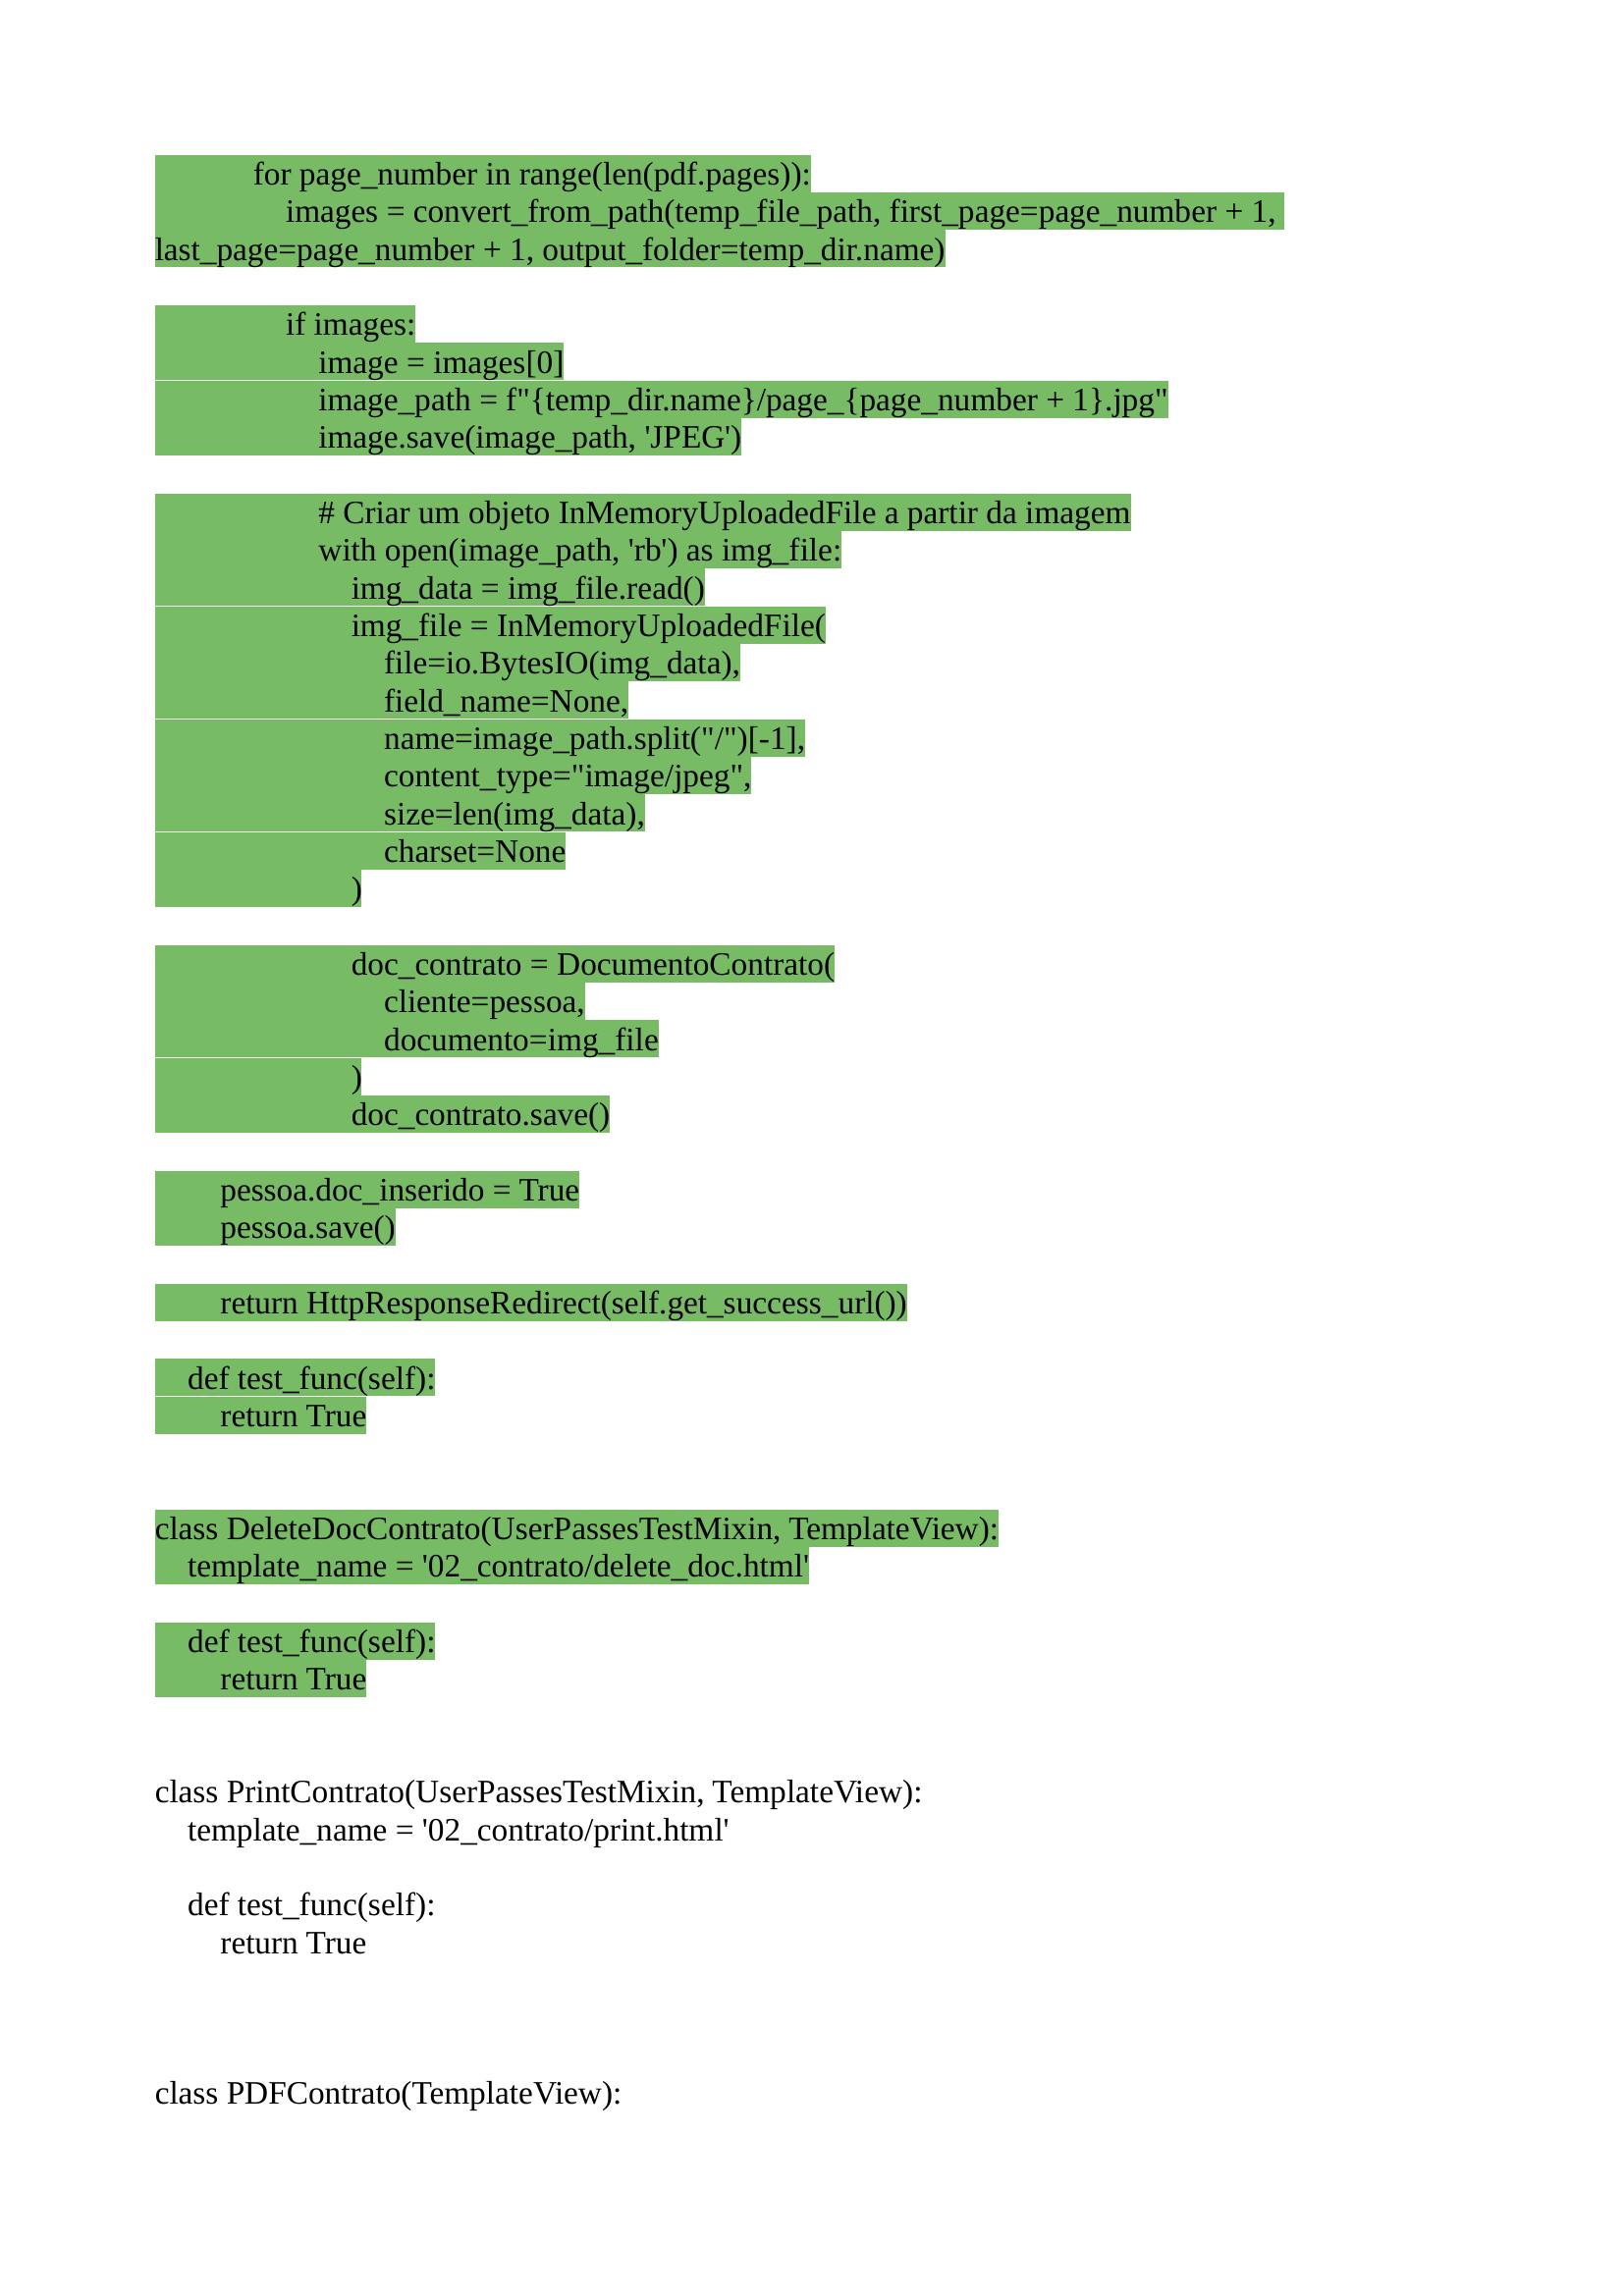 for page_number in range(len(pdf.pages)):
                images = convert_from_path(temp_file_path, first_page=page_number + 1,
last_page=page_number + 1, output_folder=temp_dir.name)

                if images:
                    image = images[0]
                    image_path = f"{temp_dir.name}/page_{page_number + 1}.jpg"
                    image.save(image_path, 'JPEG')

                    # Criar um objeto InMemoryUploadedFile a partir da imagem
                    with open(image_path, 'rb') as img_file:
                        img_data = img_file.read()
                        img_file = InMemoryUploadedFile(
                            file=io.BytesIO(img_data),
                            field_name=None,
                            name=image_path.split("/")[-1],
                            content_type="image/jpeg",
                            size=len(img_data),
                            charset=None
                        )

                        doc_contrato = DocumentoContrato(
                            cliente=pessoa,
                            documento=img_file
                        )
                        doc_contrato.save()

        pessoa.doc_inserido = True
        pessoa.save()

        return HttpResponseRedirect(self.get_success_url())

    def test_func(self):
        return True


class DeleteDocContrato(UserPassesTestMixin, TemplateView):
    template_name = '02_contrato/delete_doc.html'

    def test_func(self):
        return True


class PrintContrato(UserPassesTestMixin, TemplateView):
    template_name = '02_contrato/print.html'

    def test_func(self):
        return True



class PDFContrato(TemplateView):